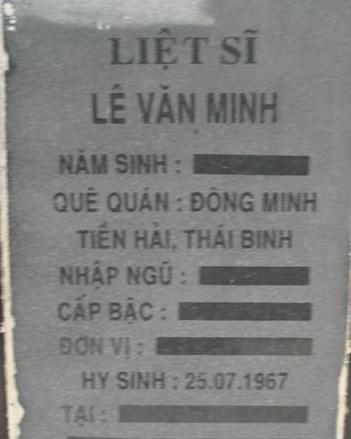 LIỆT SĨ
LÊ VĂN MINH
NĂM SINH :
QUÊ QUÁN : ĐÔNG MINH
TIỀN HẢI, THÁI BINH
NHẬP NGŨ :
CẤP BẬC :
ĐƠN VỊ :
HY SINH : 25.07.1967
TẠI :